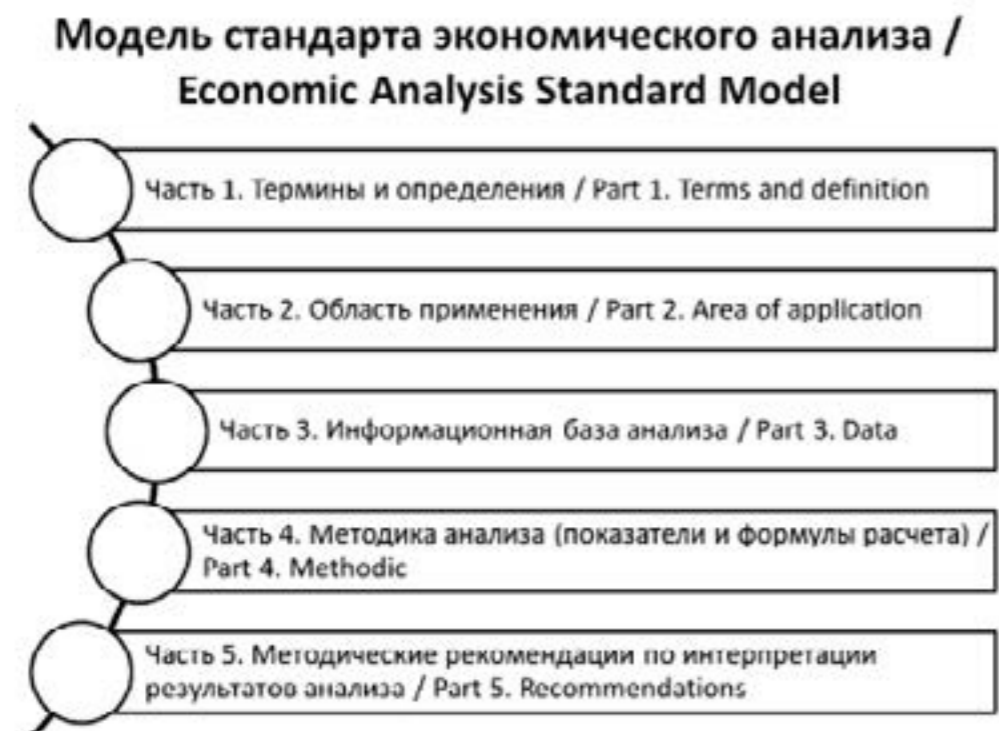 Модель стандарта экономического анализа /
Economic Analysis Standard Model
Часть 1. Термины и определения / Part 1. Terms and definition
Часть 2. Область применения / Part 2. Area of application
Часть 3. Информационная база анализа / Part 3. Data
Часть 4. Методика анализа (показатели и формулы расчета) /
Part 4. Methodic
Часть 5. Методические рекомендации по интерпретации
результатов анализа / Part 5. Recommendations